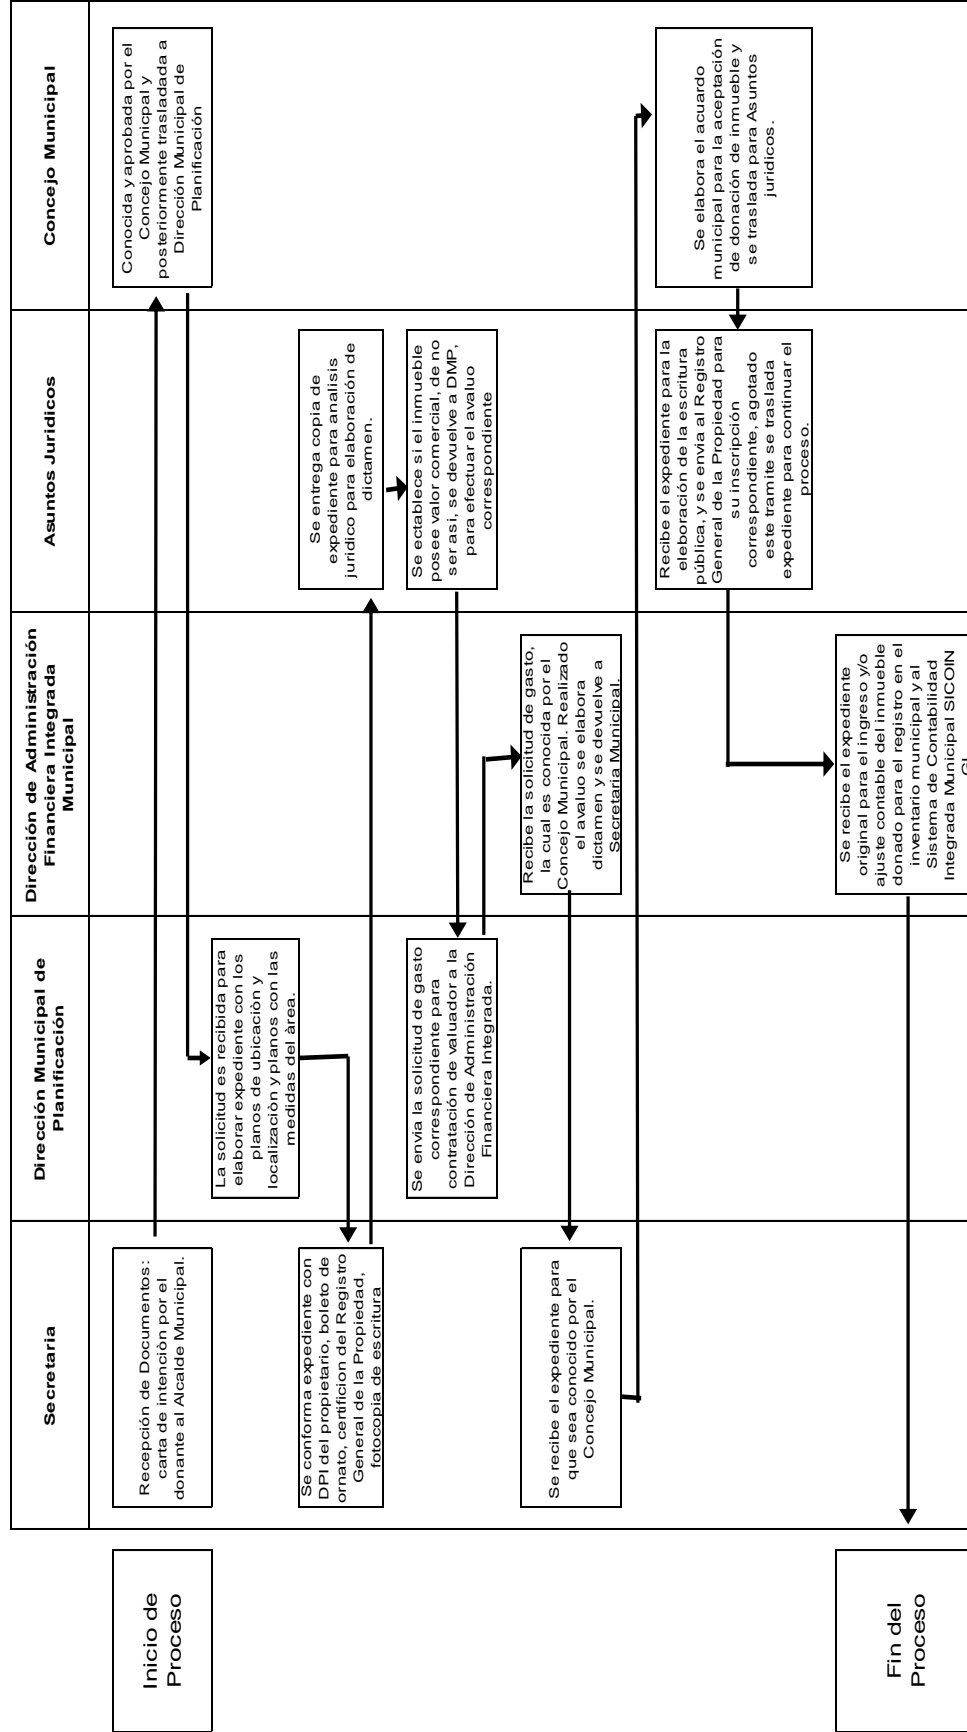 Secretaria
Dirección Municipal de
Planificación
Dirección de Administración
Financiera Integrada
Municipal
Asuntos Juridicos
Concejo Municipal
Inicio de
Proceso
Recepción de Documentos:
carta de intención por el
donante al Alcalde Municipal.
Conocida y aprobada por el
Concejo Municpal y
posteriormente trasladada a
Dirección Municipal de
Planificación
La solicitud es recibida para
elaborar expediente con los
planos de ubicaciòn y
localizaciòn y planos con las
medidas del àrea.
Se conforma expediente con
DPI del propietario, boleto de
ornato, certificion del Registro
General de la Propiedad,
fotocopia de escritura
Se entrega copia de
expediente para analisis
juridico para elaboración de
dictamen.
Se establece si el inmueble
posee valor comercial, de no
ser asi, se devuelve a DMP,
para efectuar el avaluo
correspondiente
Se envia la solicitud de gasto
correspondiente para
contratación de valuador a la
Dirección de Administración
Financiera Integrada.
Recibe la solicitud de gasto,
la cual es conocida por el
Concejo Municipal. Realizado
el avaluo se elabora
dictamen y se devuelve a
Secretaria Municipal.
Se recibe el expediente para
que sea conocido por el
Concejo Municipal.
Se elabora el acuardo
municipal para la aceptación
de donación de inmueble y
se traslada para Asuntos
juridicos.
Recibe el expediente para la
eleboración de la escritura
pública, y se envia al Registro
General de la Propiedad para
su inscripción
correspondiente, agotado
este tramite se traslada
expediente para continuar el
proceso.
Se recibe el expediente
original para el ingreso y/o
ajuste contable del inmueble
donado para el registro en el
inventario municipal y al
Sistema de Contabilidad
Integrada Municipal SICOIN
Fin del
Proceso